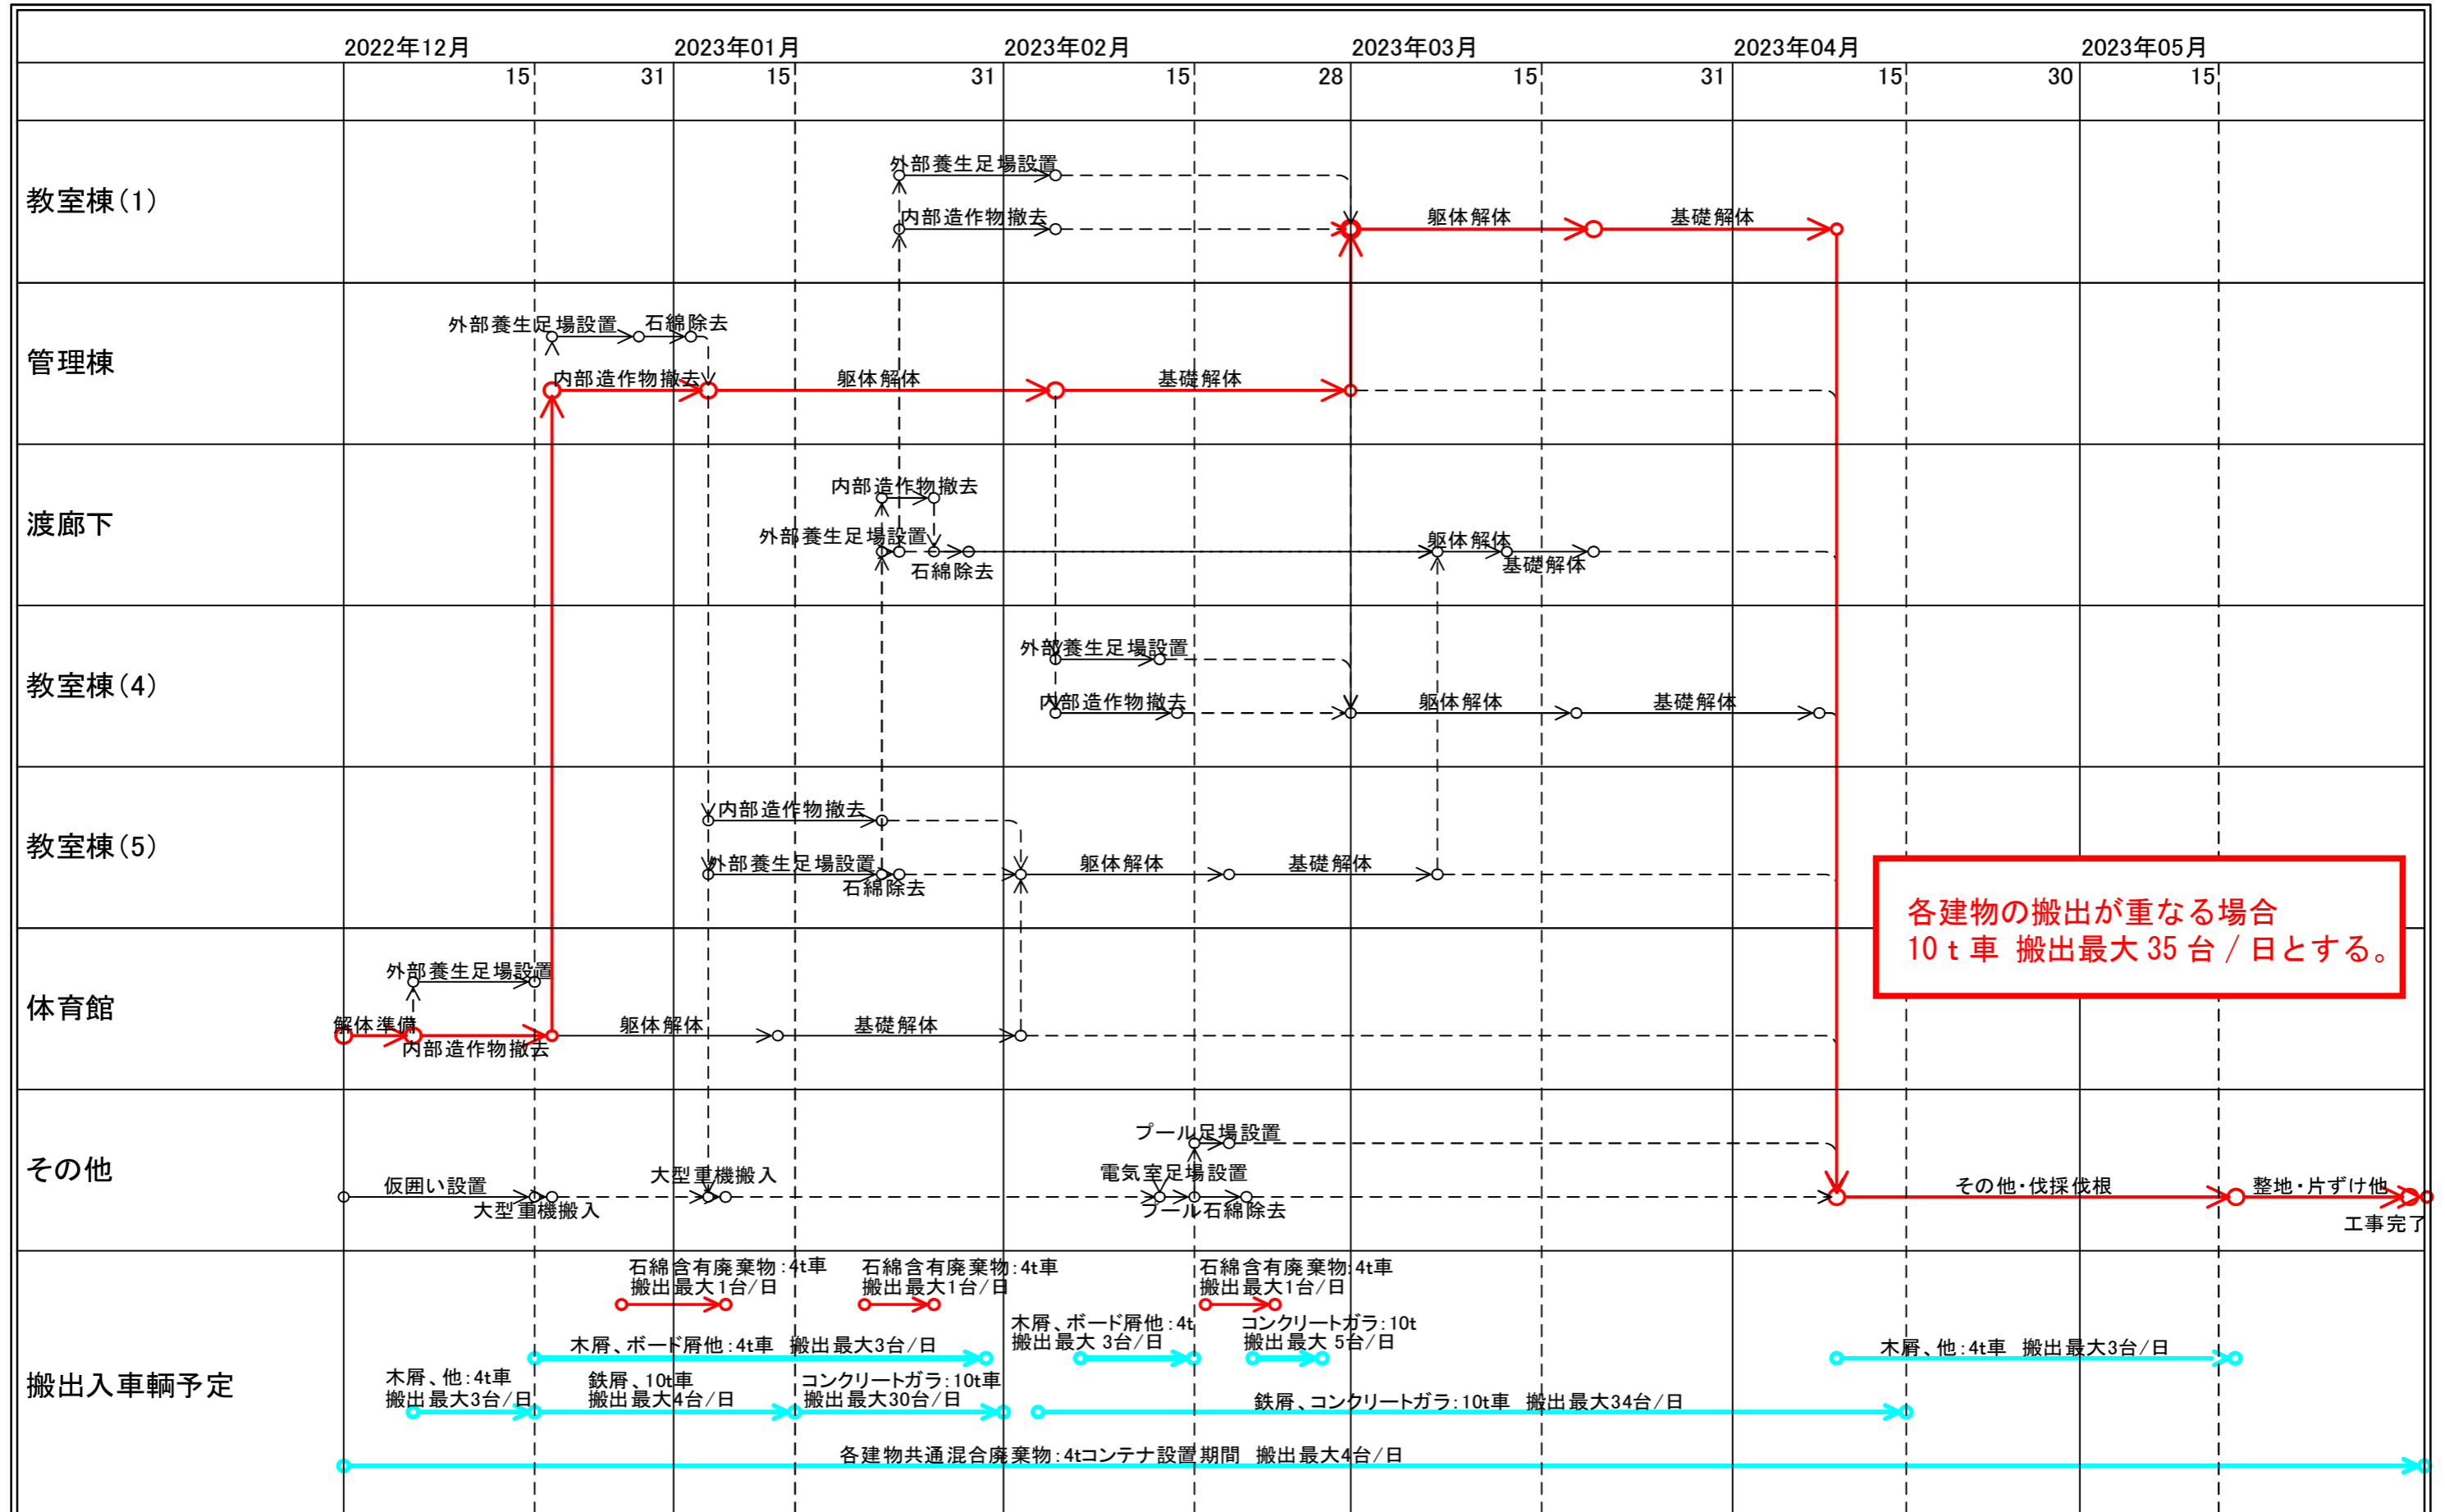 2022年12月 2023年01月 2023年02月 2023年03月 2023年04月 2023年05月
15 31 15 31 15 28 15 31 15 30 15
教室棟(1)
外部養生足場設置
内部造作物撤去 躯体解体 基礎解体
管理棟
外部養生足場設置 石綿除去
内部造作物撤去 躯体解体 基礎解体
渡廊下
内部造作物撤去
外部養生足場設置 躯体解体
石綿除去 基礎解体
教室棟(4)
外部養生足場設置
内部造作物撤去 躯体解体 基礎解体
教室棟(5)
内部造作物撤去
外部養生足場設置 躯体解体 基礎解体
石綿除去
各建物の搬出が重なる場合
10t車 搬出最大35台/日とする。
体育館
外部養生足場設置
解体準備 躯体解体 基礎解体
内部造作物撤去
その他
プール足場設置
仮囲い設置 大型重機搬入 電気室足場設置 その他・伐採伐根 整地・片ずけ他
大型重機搬入 プール石綿除去 工事完了
搬出入車輌予定
石綿含有廃棄物:4t車
搬出最大1台/日
石綿含有廃棄物:4t車
搬出最大1台/日
石綿含有廃棄物:4t車
搬出最大1台/日
木屑、ボード屑他:4t車 搬出最大3台/日
木屑、ボード屑他:4t
搬出最大 3台/日
コンクリートガラ:10t
搬出最大 5台/日
木屑、他:4t車 搬出最大3台/日
木屑、他:4t車
搬出最大3台/日
鉄屑、10t車
搬出最大4台/日
コンクリートガラ:10t車
搬出最大30台/日
鉄屑、コンクリートガラ:10t車 搬出最大34台/日
各建物共通混合廃棄物:4tコンテナ設置期間 搬出最大4台/日